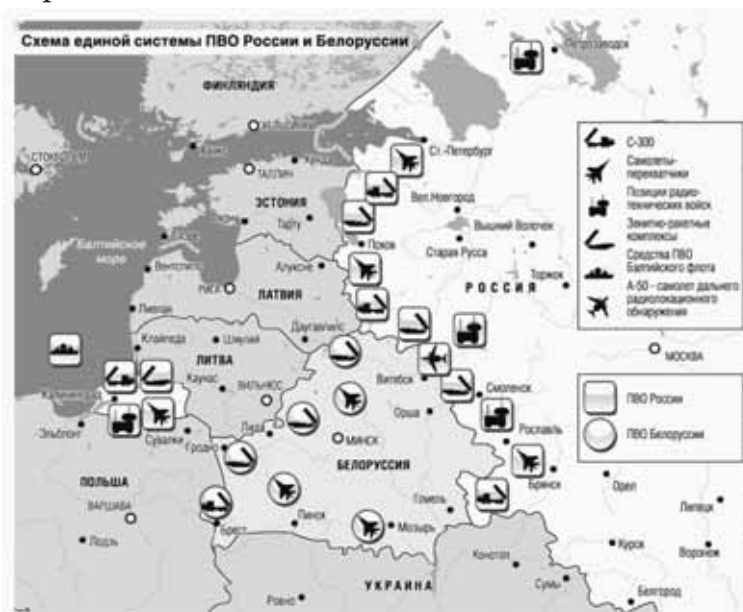 Схема единой системы ПВО России и Белоруссии
Петрозаводск
ФИНЛЯНДИЯ
СТОКГОЛЬМ
Ст.-Петербург
ТАЛЛИН
ЭСТОНИЯ
Тарту
Вел.Новгород
Вышний Волочек
Балтийское
море
Псков
Старая Русса
Вентспилс
Алуксне
РИГА
РОССИЯ
Торжок
ЛАТВИЯ
Лиепая
Даугавпилс
Клайпеда
Шяуляй
ЛИТВА
МОСКВА
Каунас
ВИЛЬНЮС
Витебск
Калининград
Смоленск
Орша
Эльблонг
Сувалки
Лида
МИНСК
Рославль
Гродно
БЕЛОРУССИЯ
ПОЛЬША
Брянск
Орел
ВАРШАВА
Гомель
Липецк
Брест
Пинск
Мозырь
Лодзь
Курск
Воронеж
Конотоп
УКРАИНА
Сумы
Ровно
Белгород
С-300
Самолеты-
перехватчики
Позиции радио-
технических войск
Зенитно-ракетные
комплексы
Средства ПВО
Балтийского флота
А-50 - самолет дальнего
радиолокационного
обнаружения
ПВО России
ПВО Белоруссии